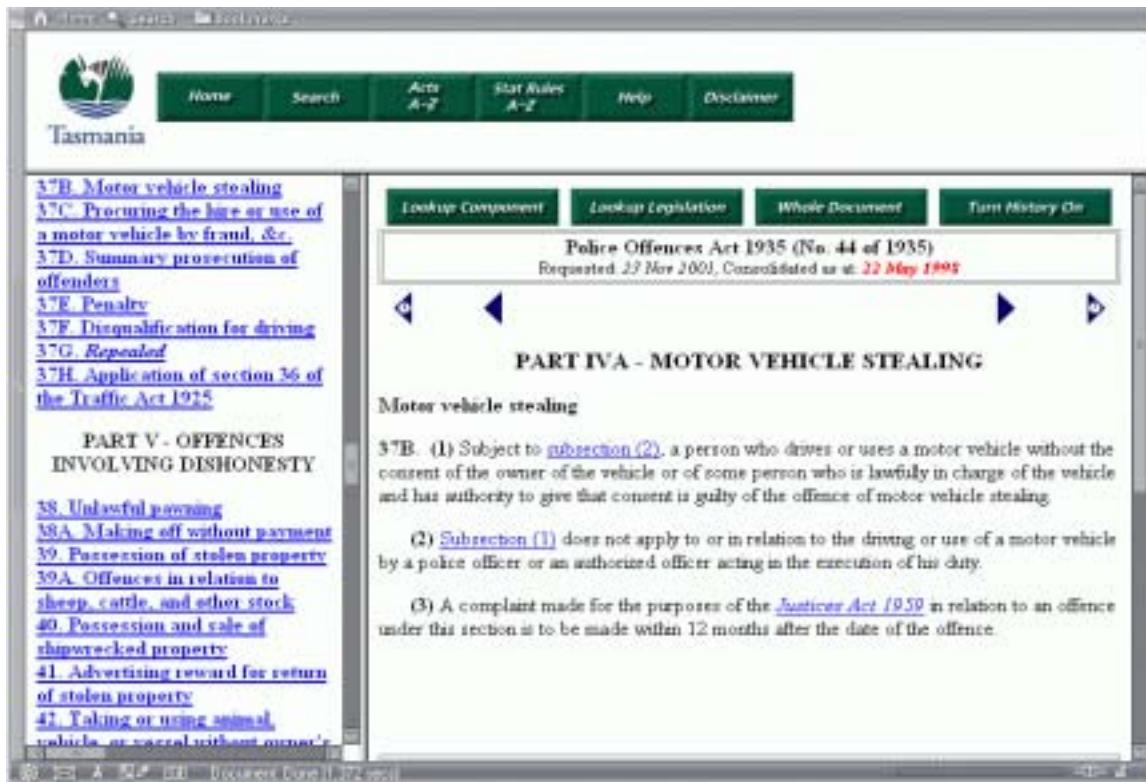 Home Search Bookmarks
Tasmania
Home
Search
Acts
A-Z
Stat Rules
A-Z
Help
Disclaimer
37B. Motor vehicle stealing
37C. Procuring the hire or use of
a motor vehicle by fraud, &c.
37D. Summary prosecution of
offenders
37E. Penalty
37F. Disqualification for driving
37G. Repealed
37H. Application of section 36 of
the Traffic Act 1925
PART V - OFFENCES
INVOLVING DISHONESTY
38. Unlawful pawning
38A. Making off without payment
39. Possession of stolen property
39A. Offences in relation to
sheep, cattle, and other stock
40. Possession and sale of
shipwrecked property
41. Advertising reward for return
of stolen property
42. Taking or using animal,
vehicle, or vessel without owner's
Lookup Component
Lookup Legislation
Whole Document
Turn History On
Police Offences Act 1935 (No. 44 of 1935)
Requested: 23 Nov 2001, Consolidated as at: 22 May 1998
PART IVA - MOTOR VEHICLE STEALING
Motor vehicle stealing
37B. (1) Subject to subsection (2), a person who drives or uses a motor vehicle without the
consent of the owner of the vehicle or of some person who is lawfully in charge of the vehicle
and has authority to give that consent is guilty of the offence of motor vehicle stealing.
(2) Subsection (1) does not apply to or in relation to the driving or use of a motor vehicle
by a police officer or an authorized officer acting in the execution of his duty.
(3) A complaint made for the purposes of the Justices Act 1959 in relation to an offence
under this section is to be made within 12 months after the date of the offence.
Document: Done